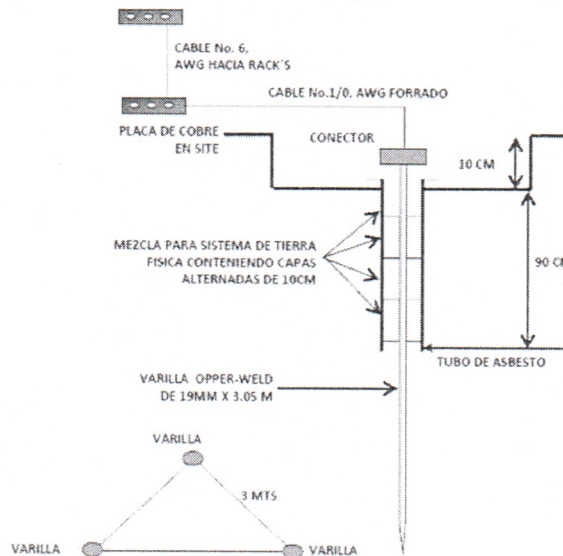 CABLE No. 6,
AWG HACIA RACK´S
CABLE No.1/0, AWG FORRADO
PLACA DE COBRE
EN SITE
CONECTOR
10 CM
MEZCLA PARA SISTEMA DE TIERRA
FISICA CONTENIENDO CAPAS
ALTERNADAS DE 10CM
90 CM
TUBO DE ASBESTO
VARILLA OPPER-WELD
DE 19MM X 3.05 M
VARILLA
3 MTS
VARILLA
VARILLA